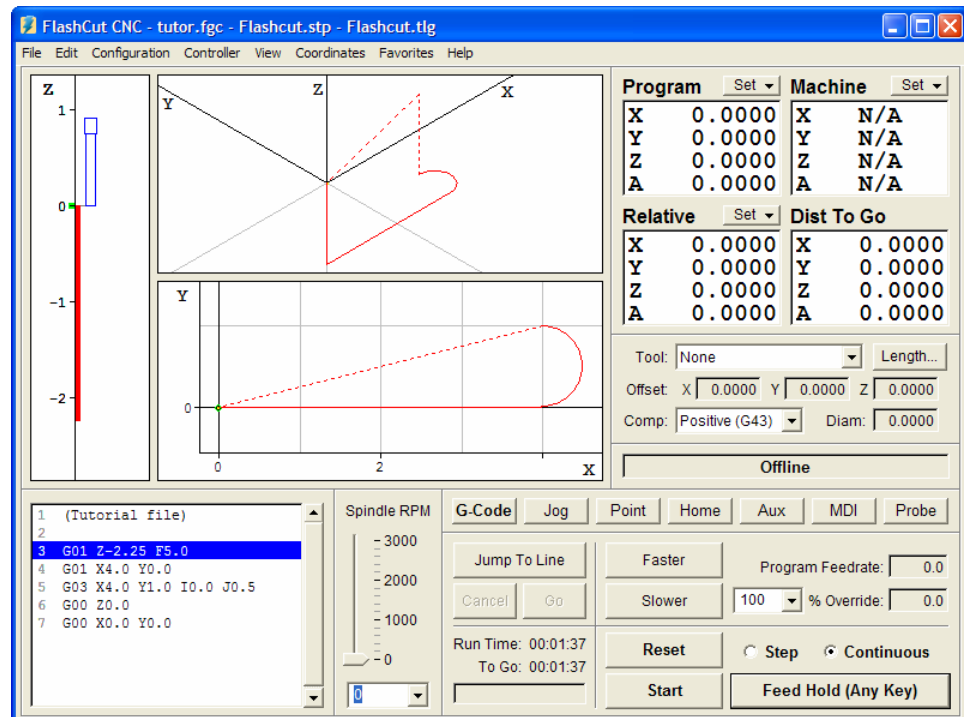 FlashCut CNC - tutor.fgc - Flashcut.stp - Flashcut.tlg
File Edit Configuration Controller View Coordinates Favorites Help
Z
1
0
-1
-2
Y Z X
Y
0
0 2 X
Program Set
X 0.0000
Y 0.0000
Z 0.0000
A 0.0000
Machine Set
X N/A
Y N/A
Z N/A
A N/A
Relative Set
X 0.0000
Y 0.0000
Z 0.0000
A 0.0000
Dist To Go
X 0.0000
Y 0.0000
Z 0.0000
A 0.0000
Tool: None Length...
Offset: X 0.0000 Y 0.0000 Z 0.0000
Comp: Positive (G43) Diam: 0.0000
Offline
1 (Tutorial file)
2
3 G01 Z-2.25 F5.0
4 G01 X4.0 Y0.0
5 G03 X4.0 Y1.0 I0.0 J0.5
6 G00 Z0.0
7 G00 X0.0 Y0.0
Spindle RPM
3000
2000
1000
0
0
G-Code Jog Point Home Aux MDI Probe
Jump To Line
Cancel Go
Run Time: 00:01:37
To Go: 00:01:37
Faster
Slower
Program Feedrate: 0.0
100 % Override: 0.0
Reset
Step Continuous
Start
Feed Hold (Any Key)